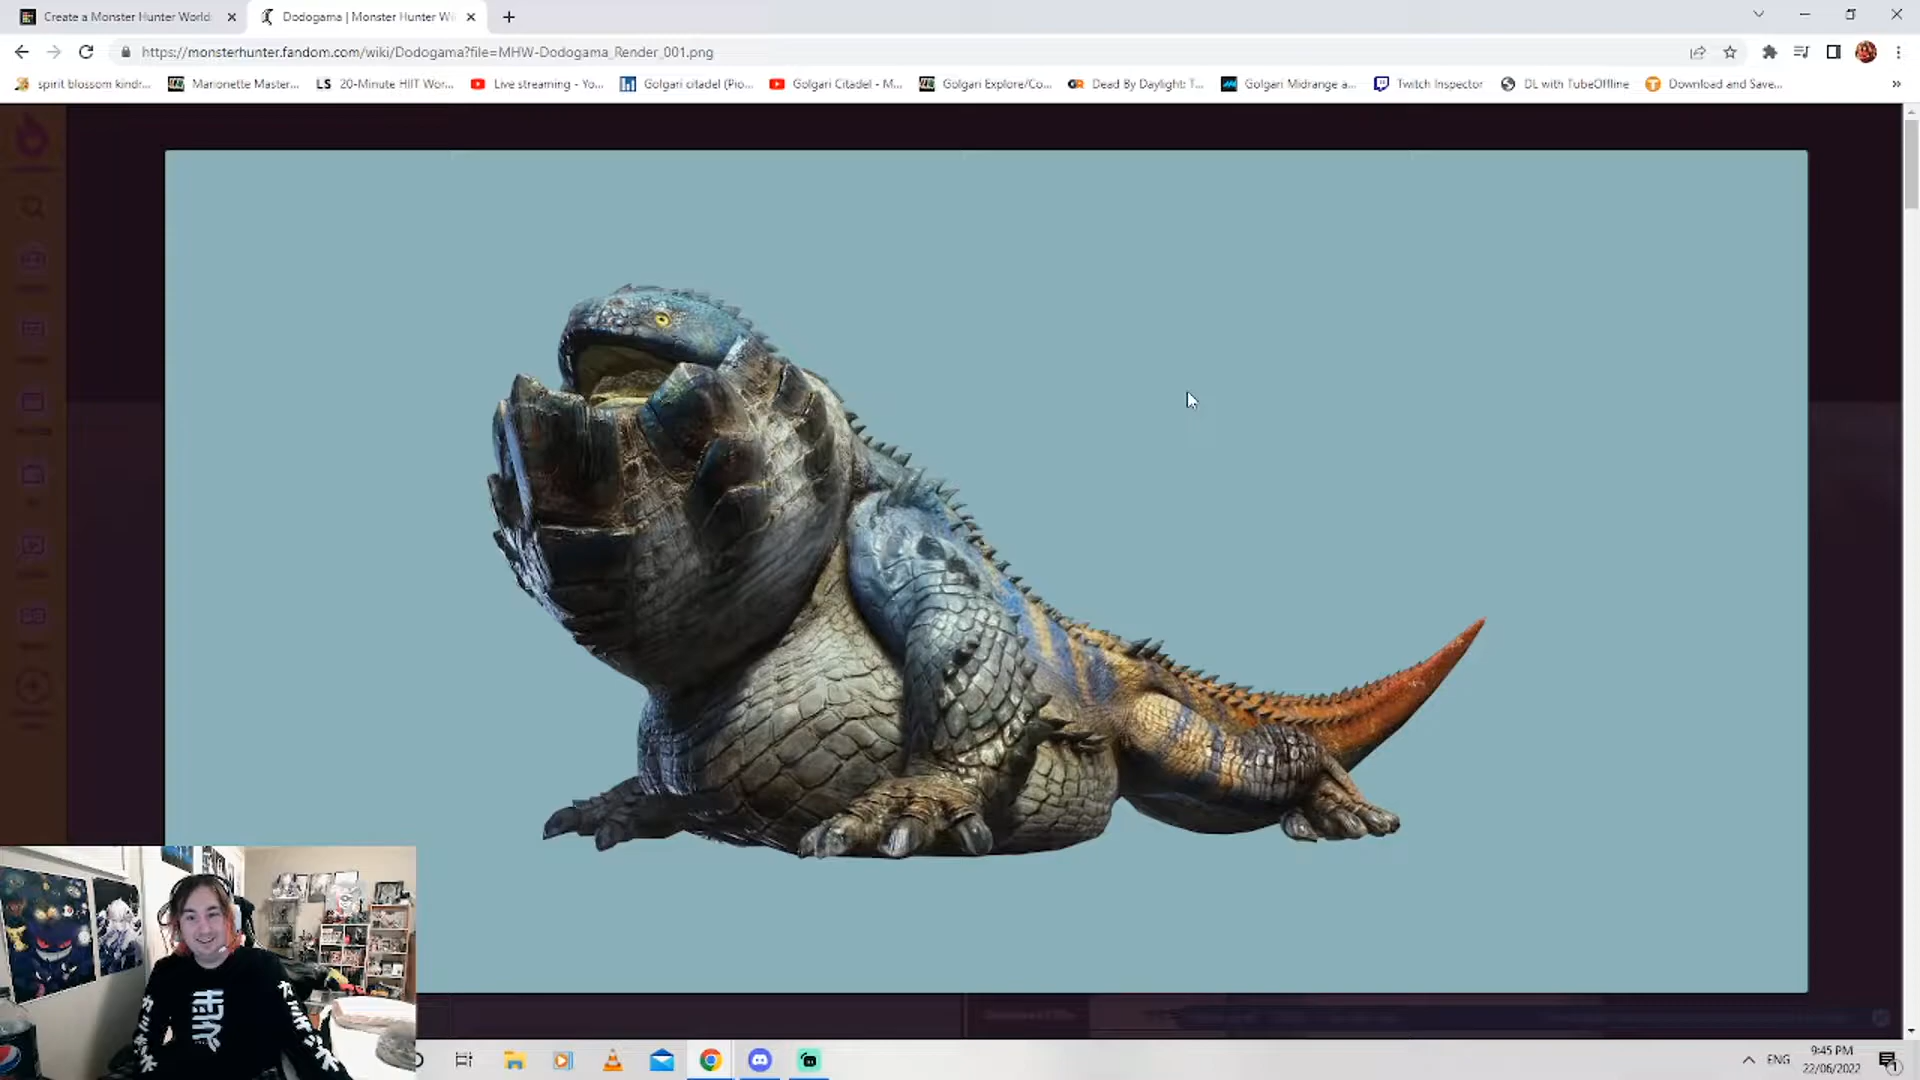 Create a Monster Hunter World
Dodogama | Monster Hunter Wi
https://monsterhunter.fandom.com/wiki/Dodogama?file=MHW-Dodogama_Render_001.png
spirit blossom kindr...
Marionette Master...
LS 20-Minute HIIT Wor...
Live streaming - Yo...
Golgari citadel (Pio...
Golgari Citadel - M...
Golgari Explore/Co...
Dead By Daylight: T...
Golgari Midrange a...
Twitch Inspector
DL with TubeOffline
Download and Save...
ENG
9:45 PM
22/06/2022